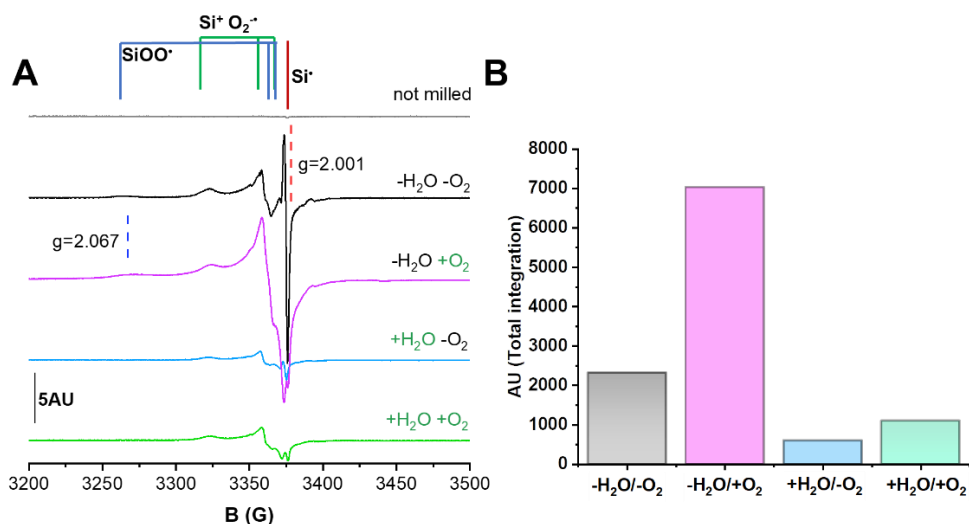 A
Si⁺ O₂⁻•
SiOO•
Si•
not milled
g=2.001
-H₂O -O₂
g=2.067
-H₂O +O₂
+H₂O -O₂
5AU
+H₂O +O₂
3200 3250 3300 3350 3400 3450 3500
B (G)
B
AU (Total integration)
8000
7000
6000
5000
4000
3000
2000
1000
0
-H₂O/-O₂ -H₂O/+O₂ +H₂O/-O₂ +H₂O/+O₂